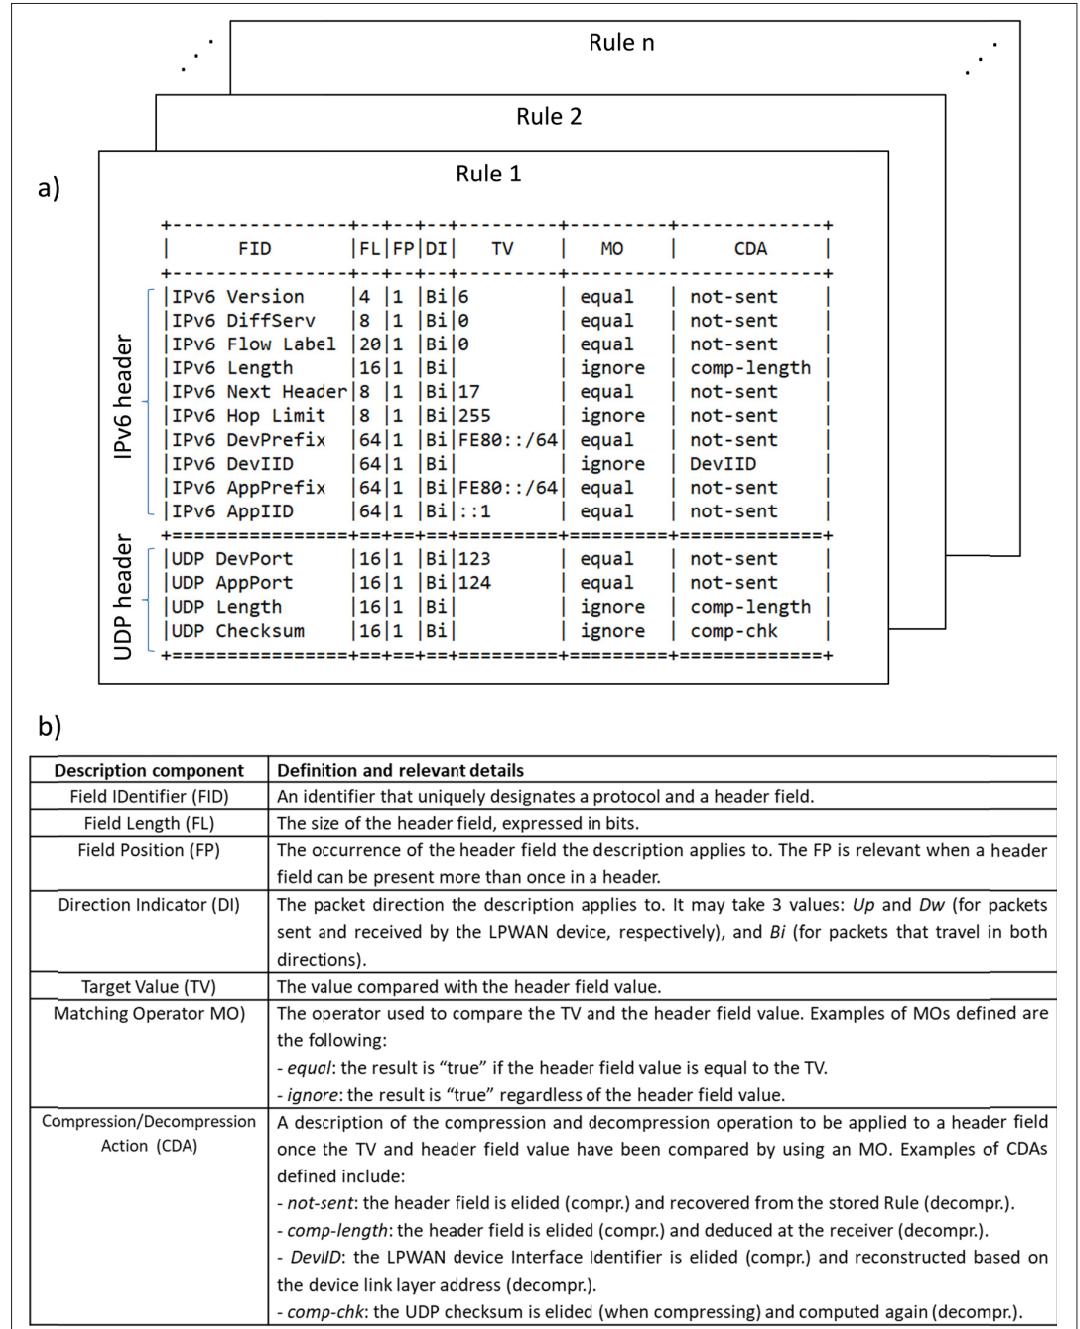 Rule n
Rule 2
Rule 1
a)
+----------------+--+--+--+---------+---------+-------------+
| FID |FL|FP|DI| TV | MO | CDA |
+----------------+--+--+--+---------+-----------------------+
IPv6 header
|IPv6 Version |4 |1 |Bi|6 | equal | not-sent |
|IPv6 DiffServ |8 |1 |Bi|0 | equal | not-sent |
|IPv6 Flow Label |20|1 |Bi|0 | equal | not-sent |
|IPv6 Length |16|1 |Bi| | ignore | comp-length |
|IPv6 Next Header|8 |1 |Bi|17 | equal | not-sent |
|IPv6 Hop Limit |8 |1 |Bi|255 | ignore | not-sent |
|IPv6 DevPrefix |64|1 |Bi|FE80::/64| equal | not-sent |
|IPv6 DevIID |64|1 |Bi| | ignore | DevIID |
|IPv6 AppPrefix |64|1 |Bi|FE80::/64| equal | not-sent |
|IPv6 AppIID |64|1 |Bi|::1 | equal | not-sent |
+================+==+==+==+=========+=========+=============+
UDP header
|UDP DevPort |16|1 |Bi|123 | equal | not-sent |
|UDP AppPort |16|1 |Bi|124 | equal | not-sent |
|UDP Length |16|1 |Bi| | ignore | comp-length |
|UDP Checksum |16|1 |Bi| | ignore | comp-chk |
+================+==+==+==+=========+=========+=============+
b)
Description component Definition and relevant details
Field IDentifier (FID) An identifier that uniquely designates a protocol and a header field.
Field Length (FL) The size of the header field, expressed in bits.
Field Position (FP) The occurrence of the header field the description applies to. The FP is relevant when a header
field can be present more than once in a header.
Direction Indicator (DI) The packet direction the description applies to. It may take 3 values: Up and Dw (for packets
sent and received by the LPWAN device, respectively), and Bi (for packets that travel in both
directions).
Target Value (TV) The value compared with the header field value.
Matching Operator MO) The operator used to compare the TV and the header field value. Examples of MOs defined are
the following:
- equal: the result is “true” if the header field value is equal to the TV.
- ignore: the result is “true” regardless of the header field value.
Compression/Decompression A description of the compression and decompression operation to be applied to a header field
Action (CDA) once the TV and header field value have been compared by using an MO. Examples of CDAs
defined include:
- not-sent: the header field is elided (compr.) and recovered from the stored Rule (decompr.).
- comp-length: the header field is elided (compr.) and deduced at the receiver (decompr.).
- DevIID: the LPWAN device Interface Identifier is elided (compr.) and reconstructed based on
the device link layer address (decompr.).
- comp-chk: the UDP checksum is elided (when compressing) and computed again (decompr.).